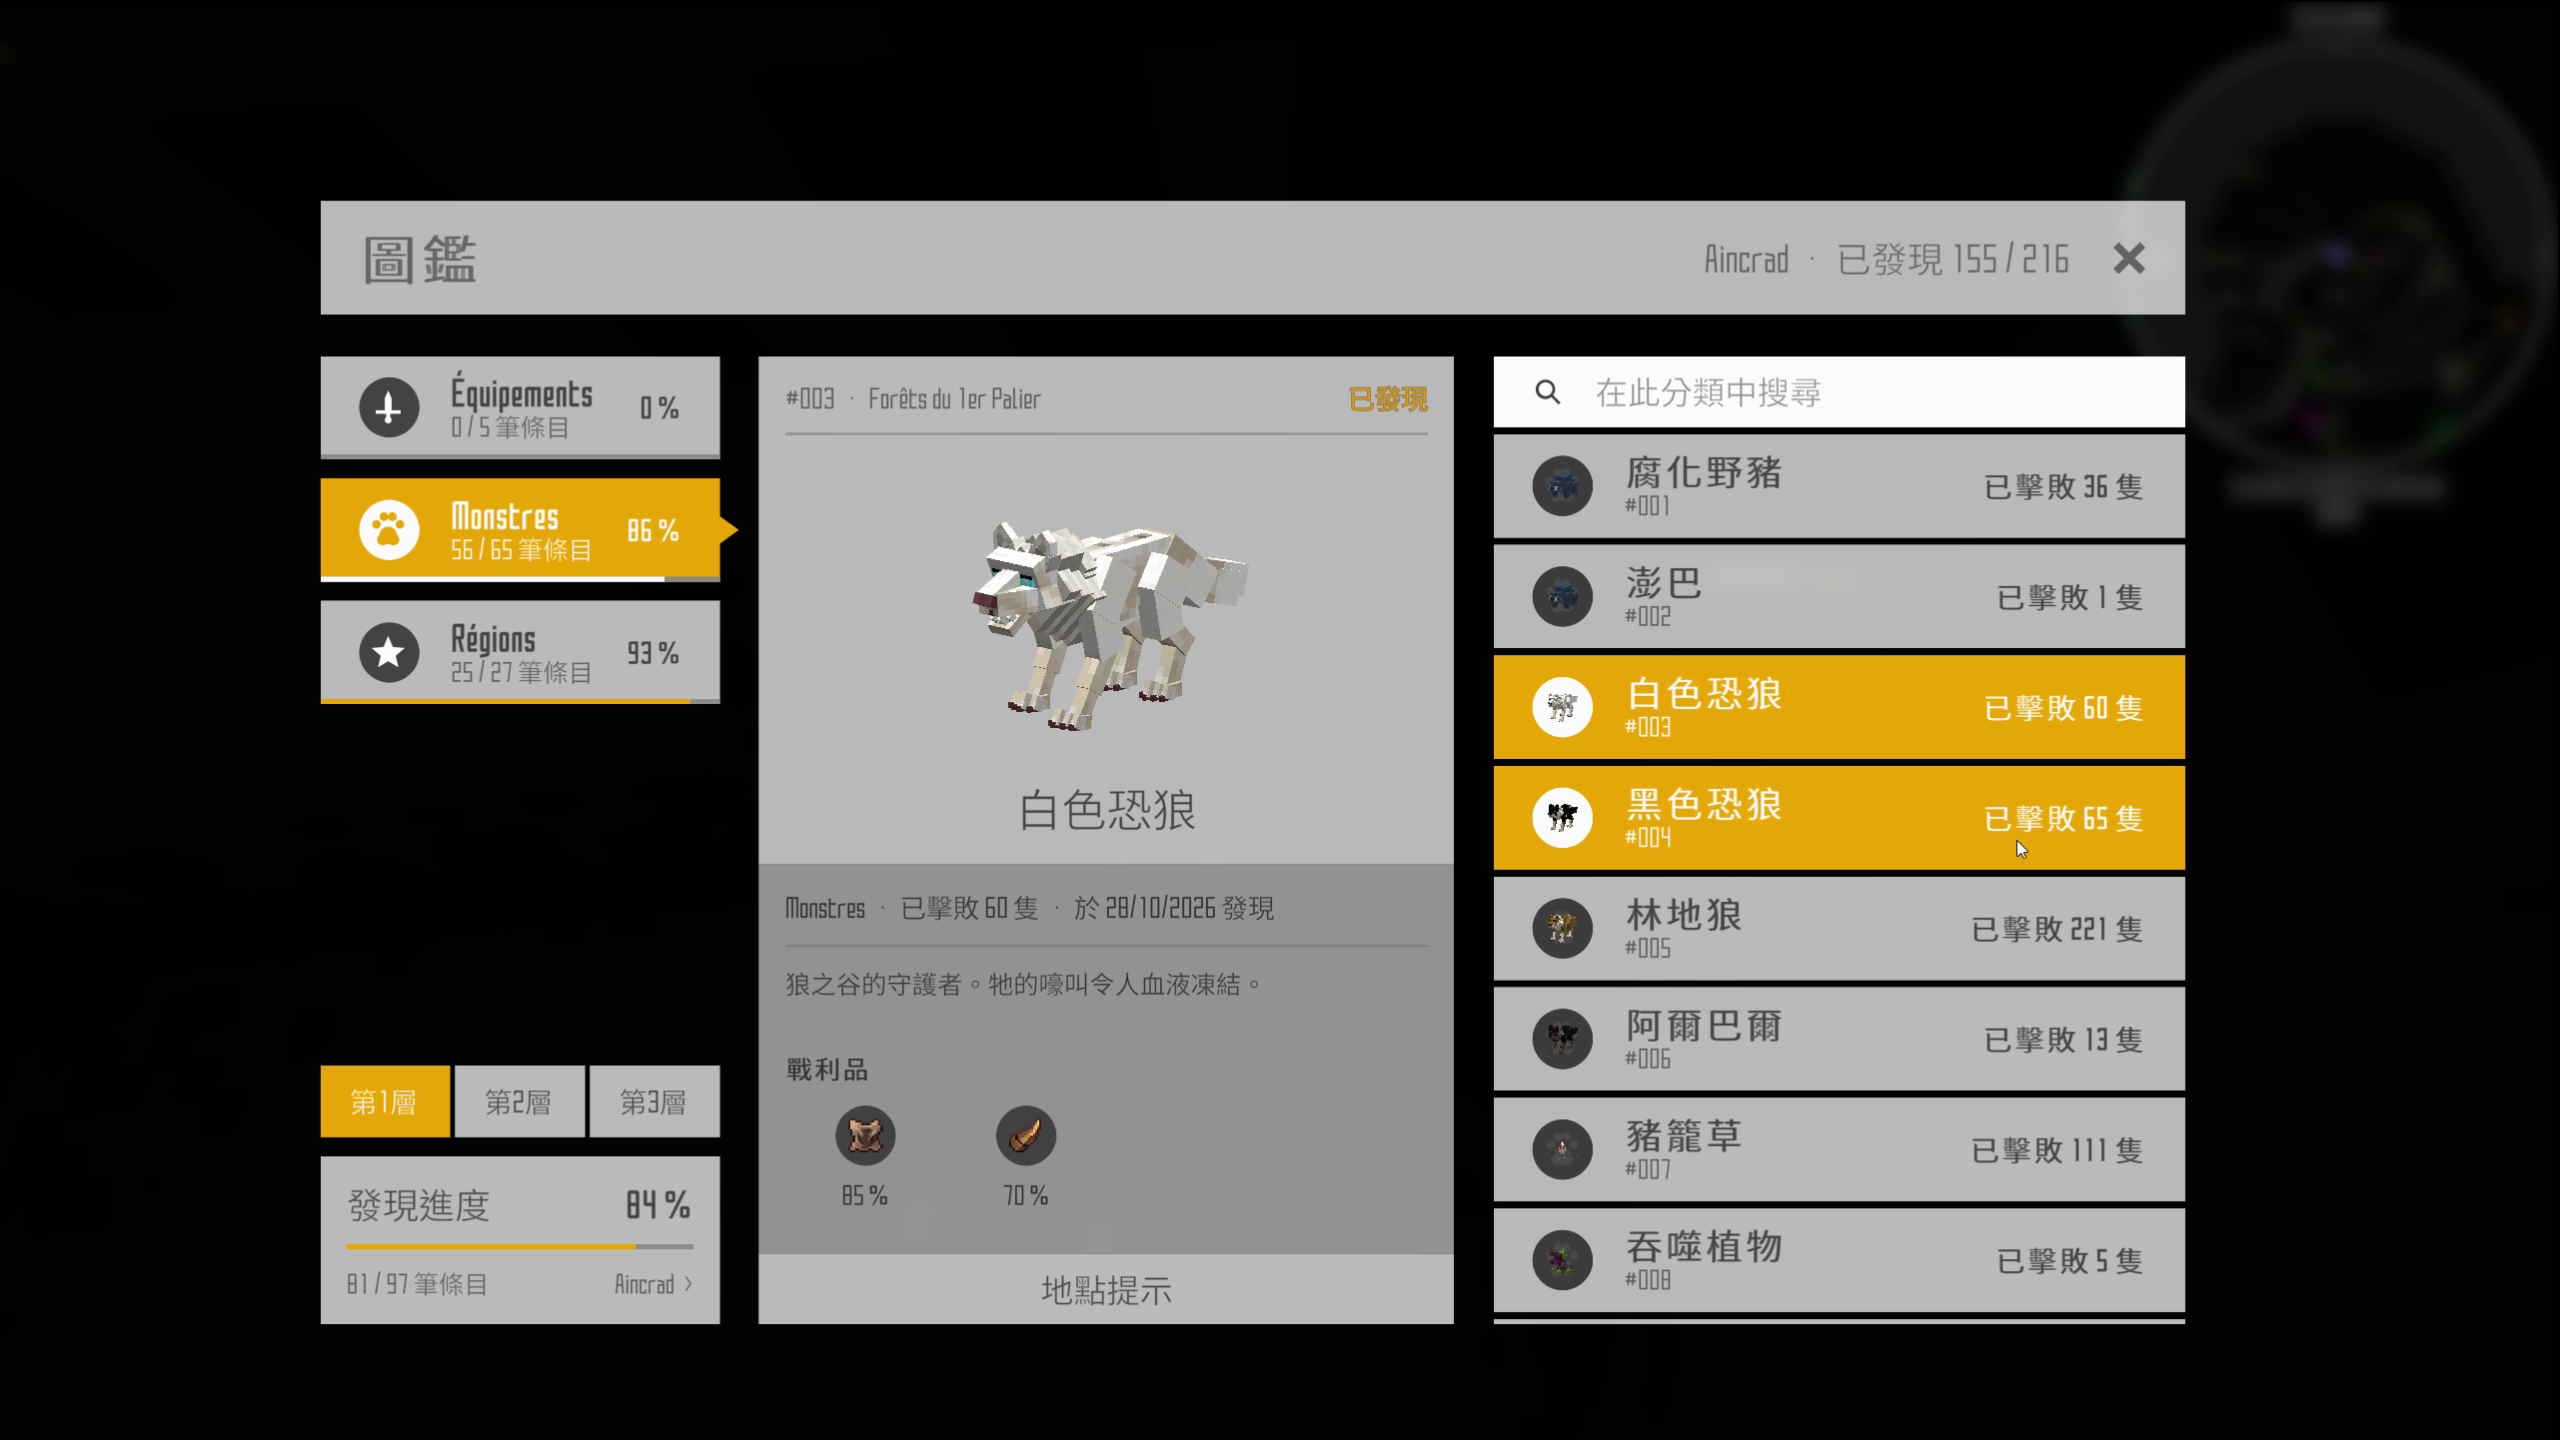 圖鑑
Aincrad · 已發現 155 / 216
Équipements
0 / 5 筆條目
0 %
Monstres
56 / 65 筆條目
86 %
Régions
25 / 27 筆條目
93 %
第1層
第2層
第3層
發現進度
84 %
81 / 97 筆條目
Aincrad >
#003 · Forêts du 1er Palier
已發現
白色恐狼
Monstres · 已擊敗 60 隻 · 於 28/10/2026 發現
狼之谷的守護者。牠的嚎叫令人血液凍結。
戰利品
85 %
70 %
地點提示
在此分類中搜尋
腐化野豬
#001
已擊敗 36 隻
澎巴
#002
已擊敗 1 隻
白色恐狼
#003
已擊敗 60 隻
黑色恐狼
#004
已擊敗 65 隻
林地狼
#005
已擊敗 221 隻
阿爾巴爾
#006
已擊敗 13 隻
豬籠草
#007
已擊敗 111 隻
吞噬植物
#008
已擊敗 5 隻